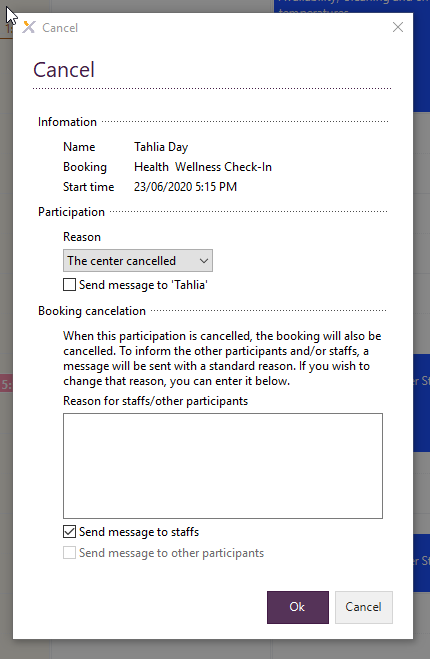 Cancel
Cancel
Infomation
Name Tahlia Day
Booking Health Wellness Check-In
Start time 23/06/2020 5:15 PM
Participation
Reason
The center cancelled
Send message to 'Tahlia'
Booking cancelation
When this participation is cancelled, the booking will also be
cancelled. To inform the other participants and/or staffs, a
message will be sent with a standard reason. If you wish to
change that reason, you can enter it below.
Reason for staffs/other participants
Send message to staffs
Send message to other participants
Ok Cancel